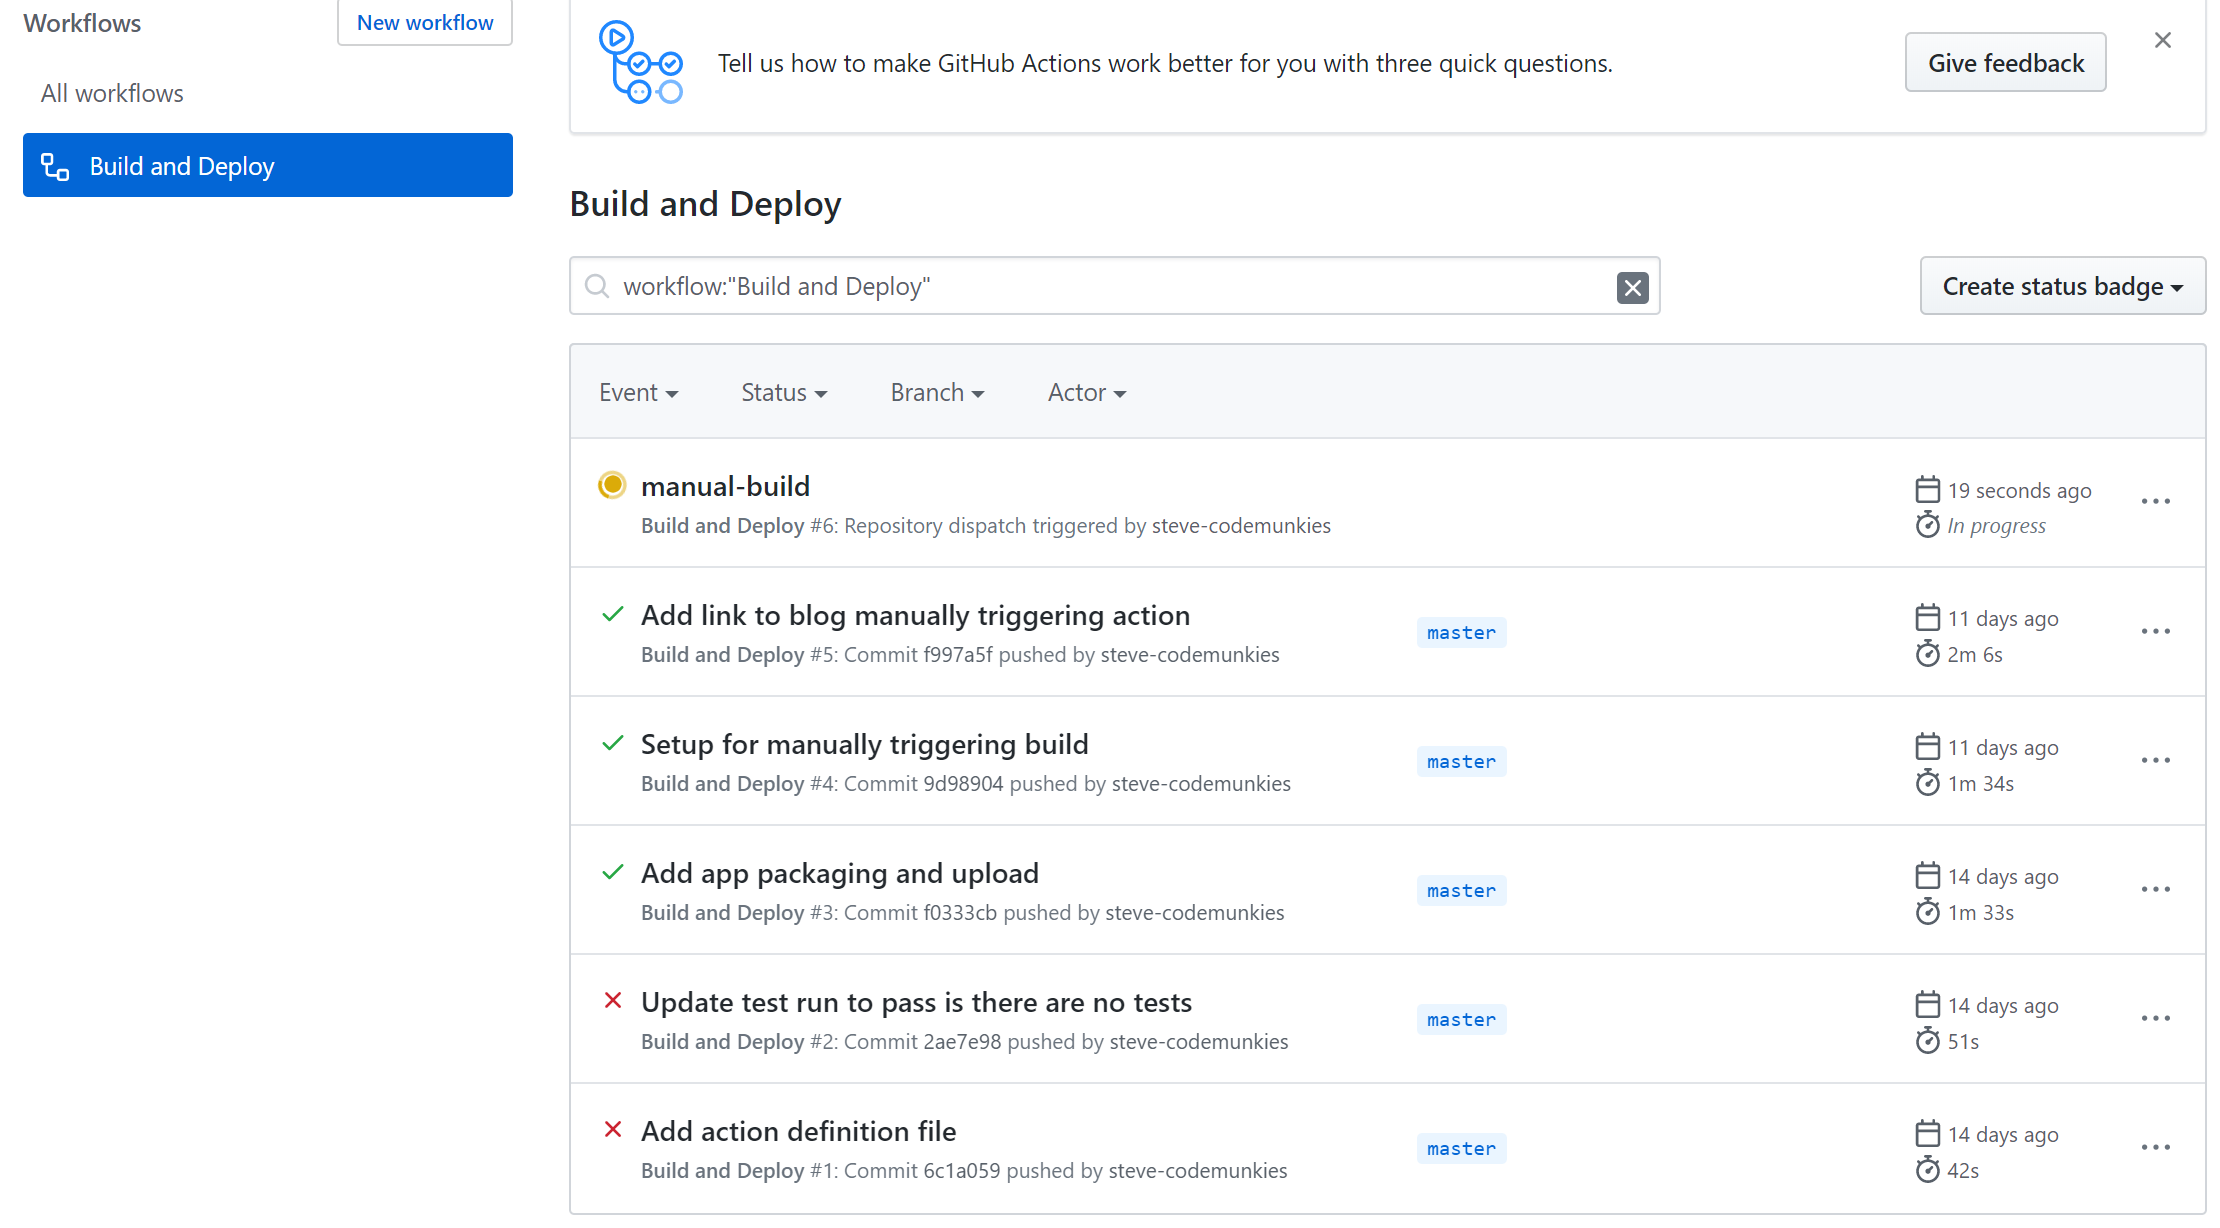 Workflows
New workflow
All workflows
Build and Deploy
Tell us how to make GitHub Actions work better for you with three quick questions.
Give feedback
Build and Deploy
workflow:"Build and Deploy"
Create status badge
Event
Status
Branch
Actor
manual-build
Build and Deploy #6: Repository dispatch triggered by steve-codemunkies
19 seconds ago
In progress
Add link to blog manually triggering action
Build and Deploy #5: Commit f997a5f pushed by steve-codemunkies
master
11 days ago
2m 6s
Setup for manually triggering build
Build and Deploy #4: Commit 9d98904 pushed by steve-codemunkies
master
11 days ago
1m 34s
Add app packaging and upload
Build and Deploy #3: Commit f0333cb pushed by steve-codemunkies
master
14 days ago
1m 33s
Update test run to pass is there are no tests
Build and Deploy #2: Commit 2ae7e98 pushed by steve-codemunkies
master
14 days ago
51s
Add action definition file
Build and Deploy #1: Commit 6c1a059 pushed by steve-codemunkies
master
14 days ago
42s